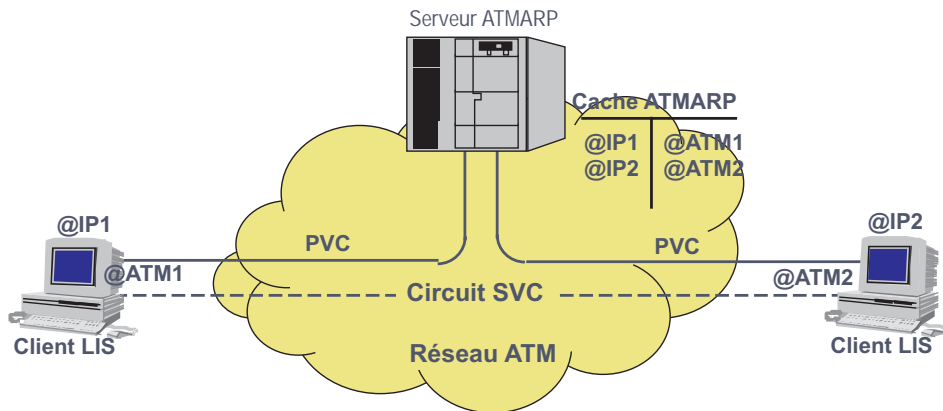 Serveur ATMARP
Cache ATMARP
@IP1 @ATM1
@IP2 @ATM2
@IP1
@IP2
PVC
PVC
@ATM1
@ATM2
Circuit SVC
Client LIS
Client LIS
Réseau ATM